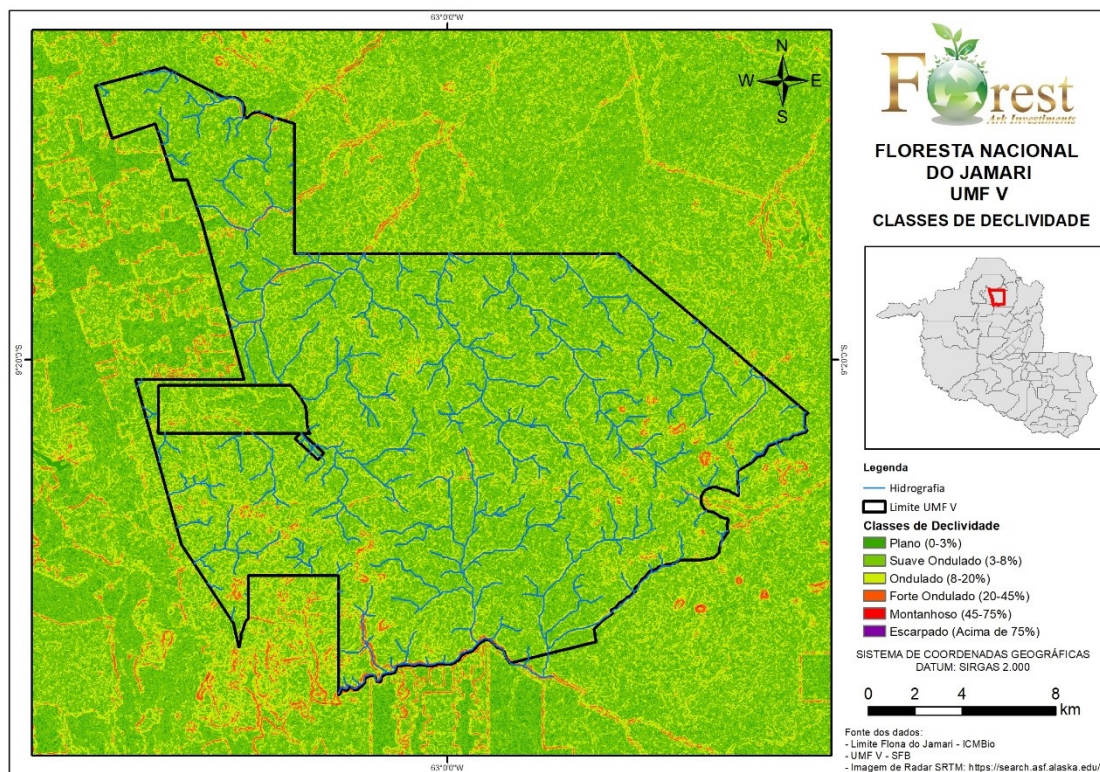 63°0'0"W
9°20'0"S
N
W E
S
9°20'0"S
63°0'0"W
Forest
Ark Investiments
FLORESTA NACIONAL
DO JAMARI
UMF V
CLASSES DE DECLIVIDADE
Legenda
Hidrografia
Limite UMF V
Classes de Declividade
Plano (0-3%)
Suave Ondulado (3-8%)
Ondulado (8-20%)
Forte Ondulado (20-45%)
Montanhoso (45-75%)
Escarpado (Acima de 75%)
SISTEMA DE COORDENADAS GEOGRÁFICAS
DATUM: SIRGAS 2.000
0 2 4 8
km
Fonte dos dados:
- Limite Flona do Jamari - ICMBio
- UMF V - SFB
- Imagem de Radar SRTM: https://search.asf.alaska.edu/